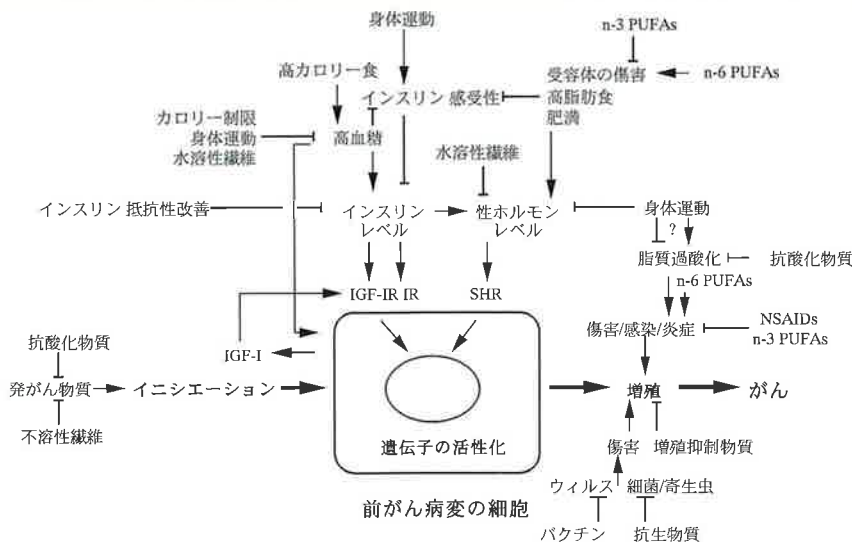 身体運動
n-3 PUFAs
高カロリー食
受容体の傷害
n-6 PUFAs
インスリン 感受性
高脂肪食
肥満
カロリー制限
身体運動
水溶性繊維
高血糖
水溶性繊維
インスリン 抵抗性改善
インスリン
レベル
性ホルモン
レベル
身体運動
?
脂質過酸化
抗酸化物質
n-6 PUFAs
IGF-IR IR
SHR
傷害/感染/炎症
NSAIDs
n-3 PUFAs
抗酸化物質
IGF-I
発がん物質
イニシエーション
増殖
がん
不溶性繊維
遺伝子の活性化
傷害
増殖抑制物質
前がん病変の細胞
ウィルス
細菌/寄生虫
バクチン
抗生物質